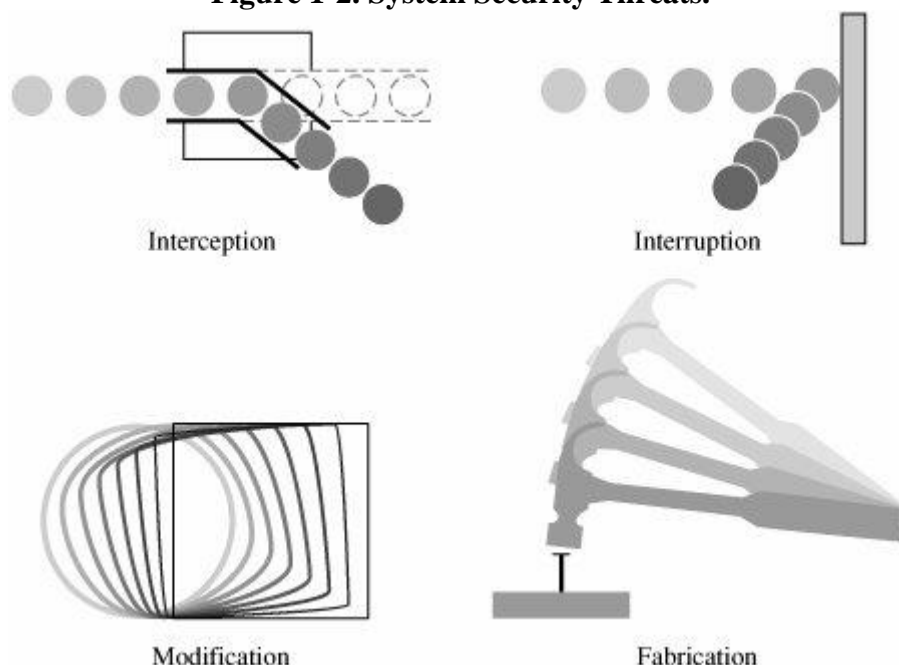 Figure 1-2. System Security Threats.
Interception
Interruption
Modification
Fabrication